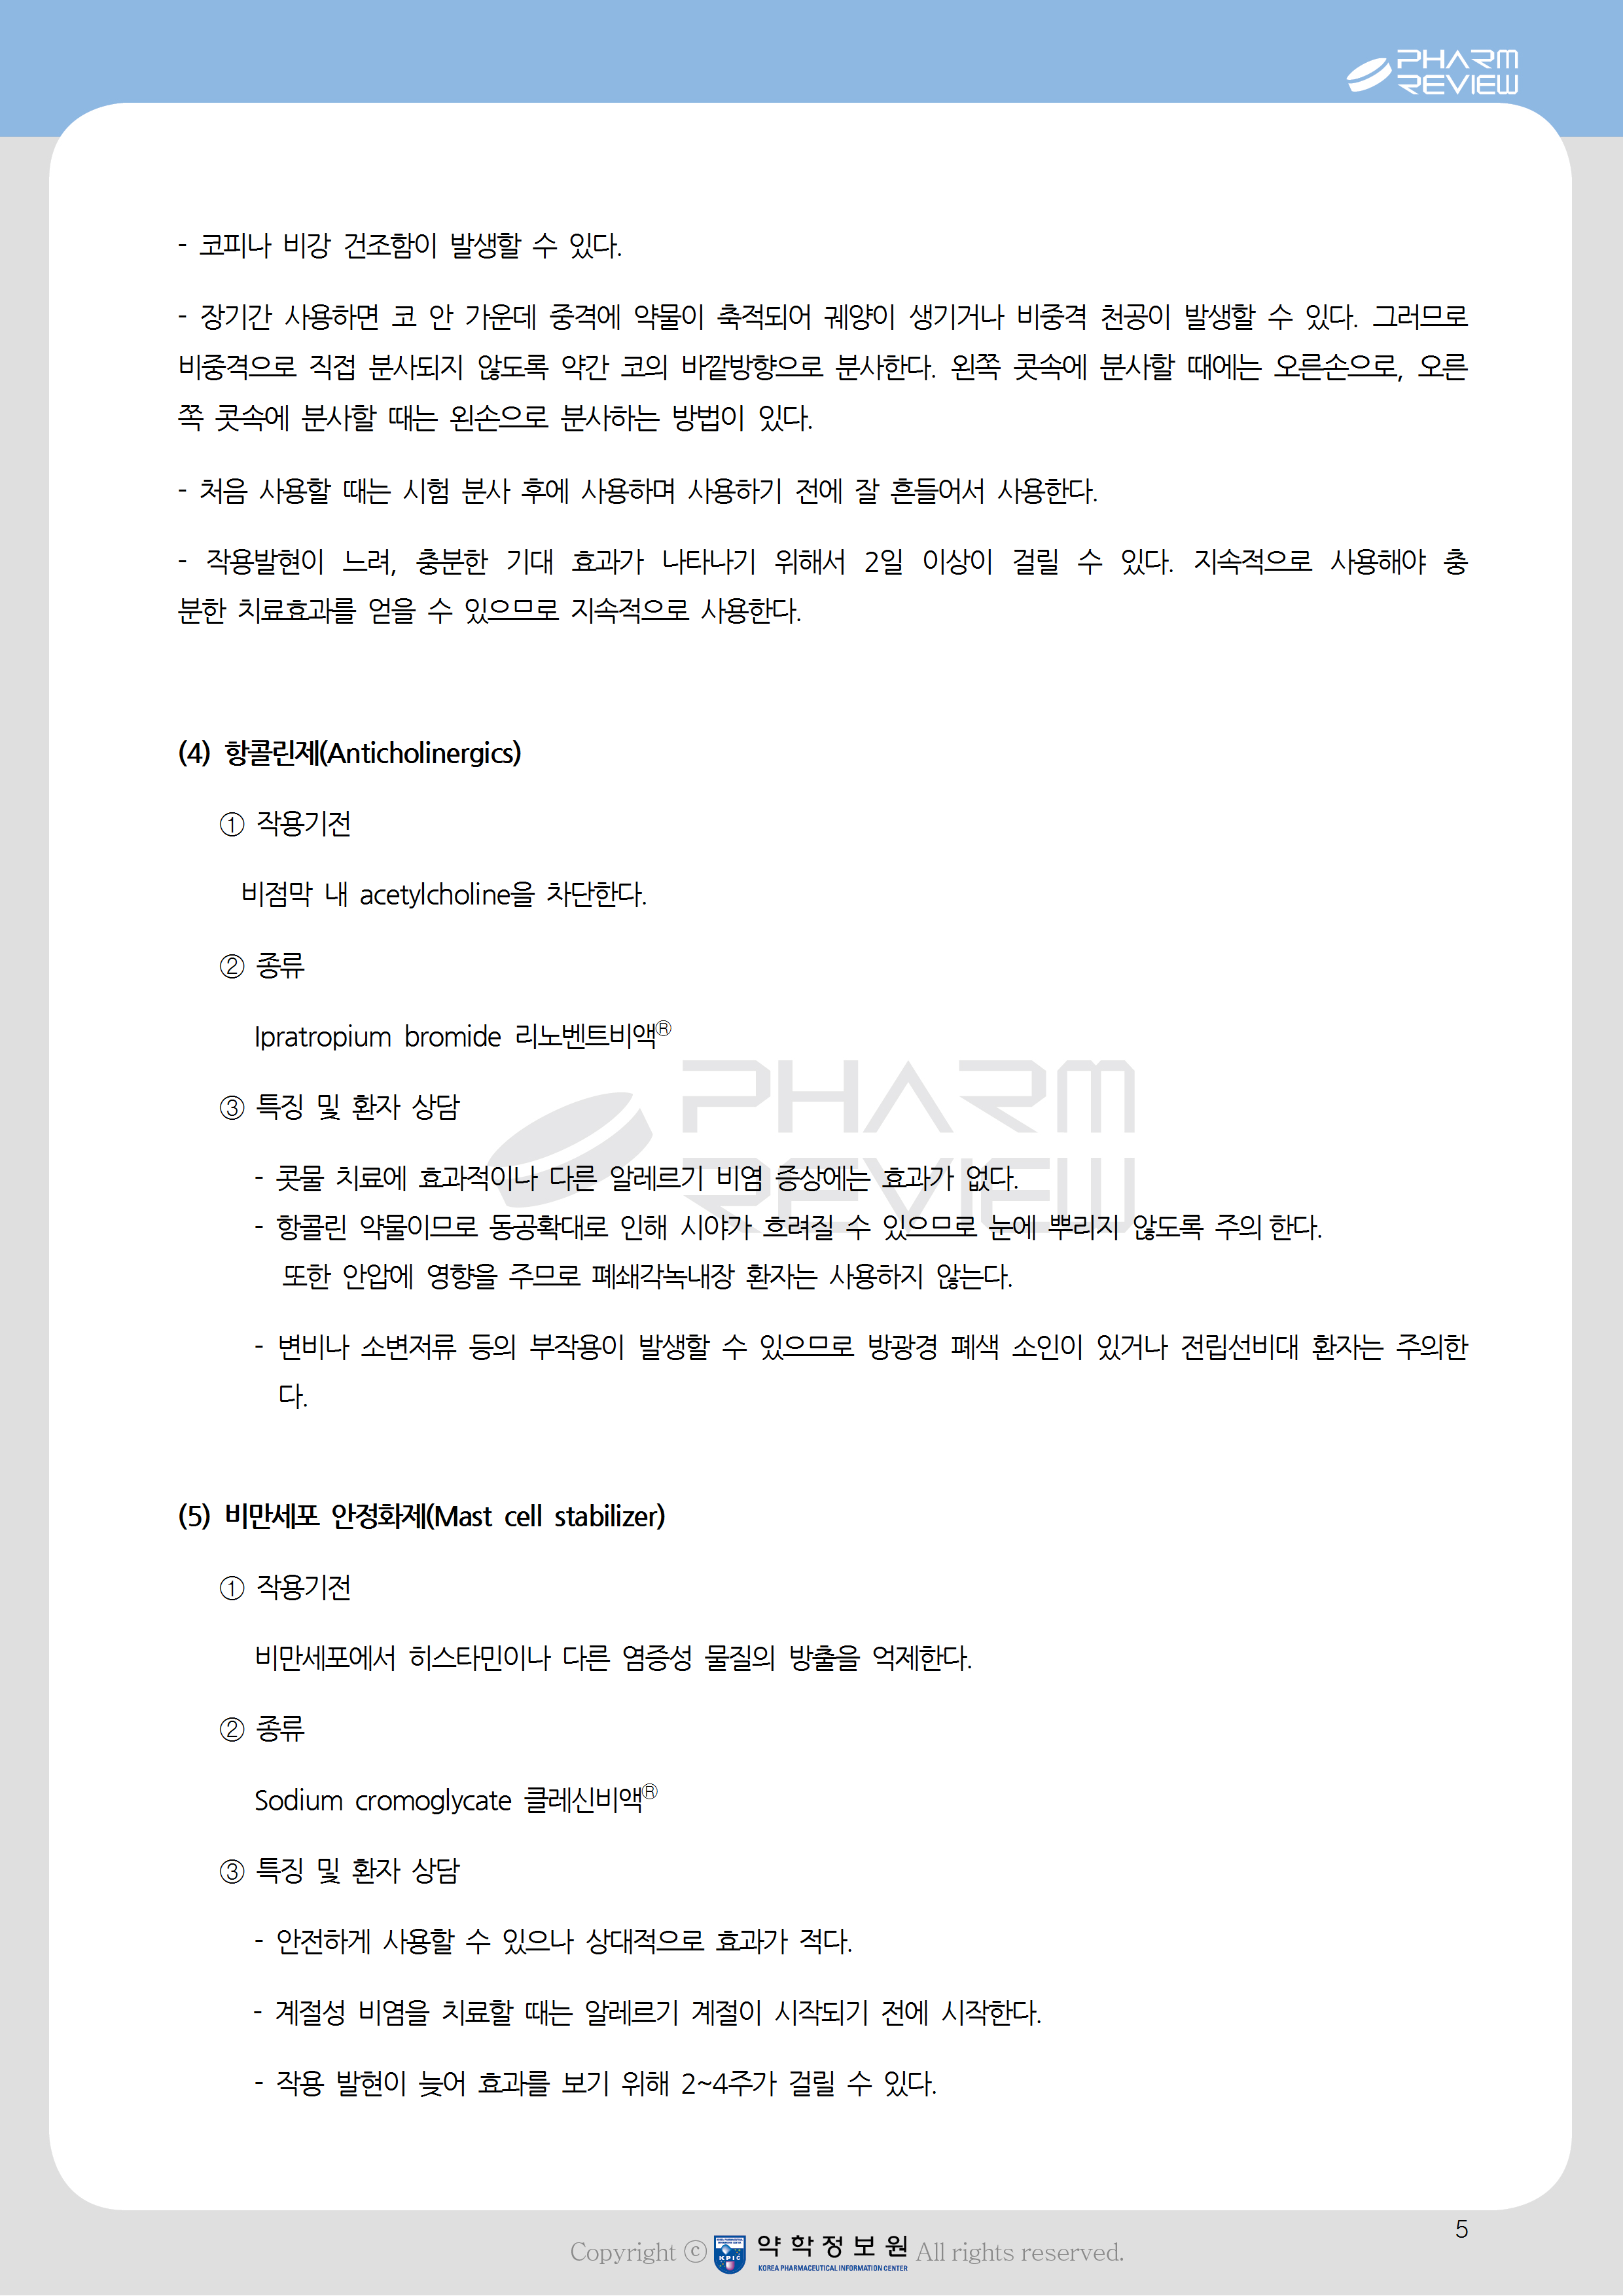 PHARM
REVIEW
- 코피나 비강 건조함이 발생할 수 있다.
- 장기간 사용하면 코 안 가운데 중격에 약물이 축적되어 궤양이 생기거나 비중격 천공이 발생할 수 있다. 그러므로
비중격으로 직접 분사되지 않도록 약간 코의 바깥방향으로 분사한다. 왼쪽 콧속에 분사할 때에는 오른손으로, 오른
쪽 콧속에 분사할 때는 왼손으로 분사하는 방법이 있다.
- 처음 사용할 때는 시험 분사 후에 사용하며 사용하기 전에 잘 흔들어서 사용한다.
- 작용발현이 느려, 충분한 기대 효과가 나타나기 위해서 2일 이상이 걸릴 수 있다. 지속적으로 사용해야 충
분한 치료효과를 얻을 수 있으므로 지속적으로 사용한다.
(4) 항콜린제(Anticholinergics)
① 작용기전
비점막 내 acetylcholine을 차단한다.
② 종류
Ipratropium bromide 리노벤트비액®
③ 특징 및 환자 상담
PHARM
REVIEW
- 콧물 치료에 효과적이나 다른 알레르기 비염 증상에는 효과가 없다.
- 항콜린 약물이므로 동공확대로 인해 시야가 흐려질 수 있으므로 눈에 뿌리지 않도록 주의 한다.
또한 안압에 영향을 주므로 폐쇄각녹내장 환자는 사용하지 않는다.
- 변비나 소변저류 등의 부작용이 발생할 수 있으므로 방광경 폐색 소인이 있거나 전립선비대 환자는 주의한
다.
(5) 비만세포 안정화제(Mast cell stabilizer)
① 작용기전
비만세포에서 히스타민이나 다른 염증성 물질의 방출을 억제한다.
② 종류
Sodium cromoglycate 클레신비액®
③ 특징 및 환자 상담
- 안전하게 사용할 수 있으나 상대적으로 효과가 적다.
- 계절성 비염을 치료할 때는 알레르기 계절이 시작되기 전에 시작한다.
- 작용 발현이 늦어 효과를 보기 위해 2~4주가 걸릴 수 있다.
5
Copyright ⓒ KPIC 약학정보원 All rights reserved.
KOREA PHARMACEUTICAL INFORMATION CENTER